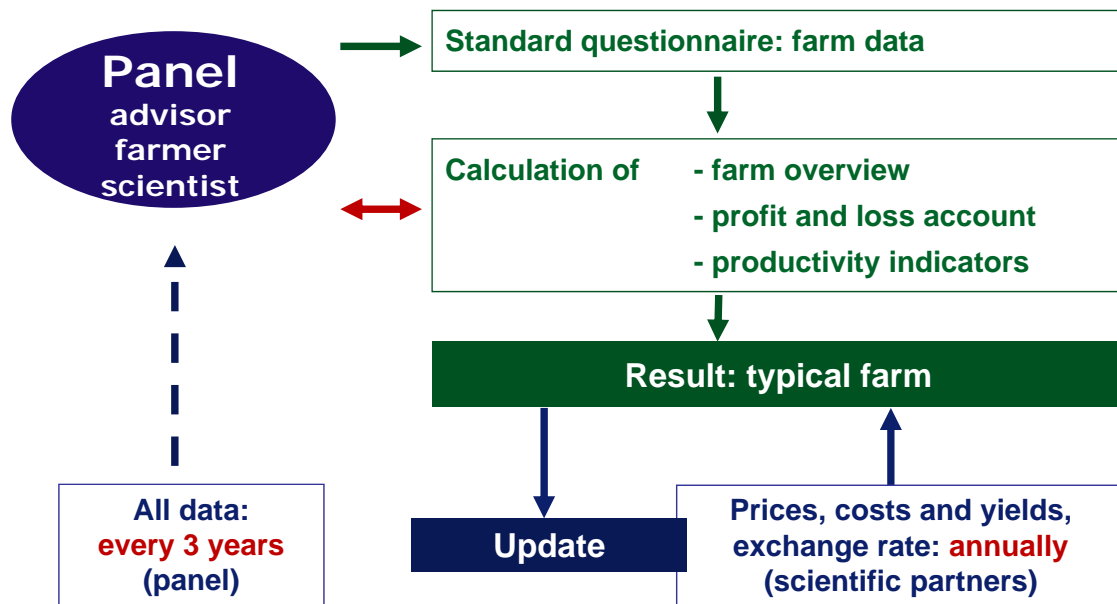 Panel
advisor
farmer
scientist
Standard questionnaire: farm data
Calculation of - farm overview
- profit and loss account
- productivity indicators
Result: typical farm
All data:
every 3 years
(panel)
Update
Prices, costs and yields,
exchange rate: annually
(scientific partners)